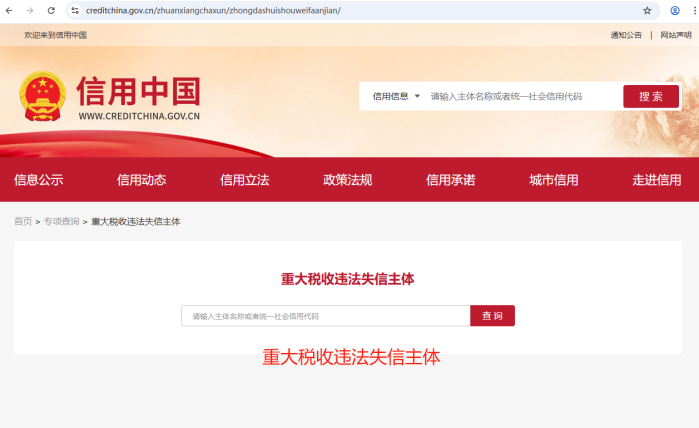 creditchina.gov.cn/zhuanxiangchaxun/zhongdashuishouweifaanjian/
欢迎来到信用中国 通知公告 | 网站声明
信用中国
WWW.CREDITCHINA.GOV.CN
信用信息 请输入主体名称或者统一社会信用代码 搜索
信息公示 信用动态 信用立法 政策法规 信用承诺 城市信用 走进信用
首页 > 专项查询 > 重大税收违法失信主体
重大税收违法失信主体
请输入主体名称或者统一社会信用代码 查询
重大税收违法失信主体